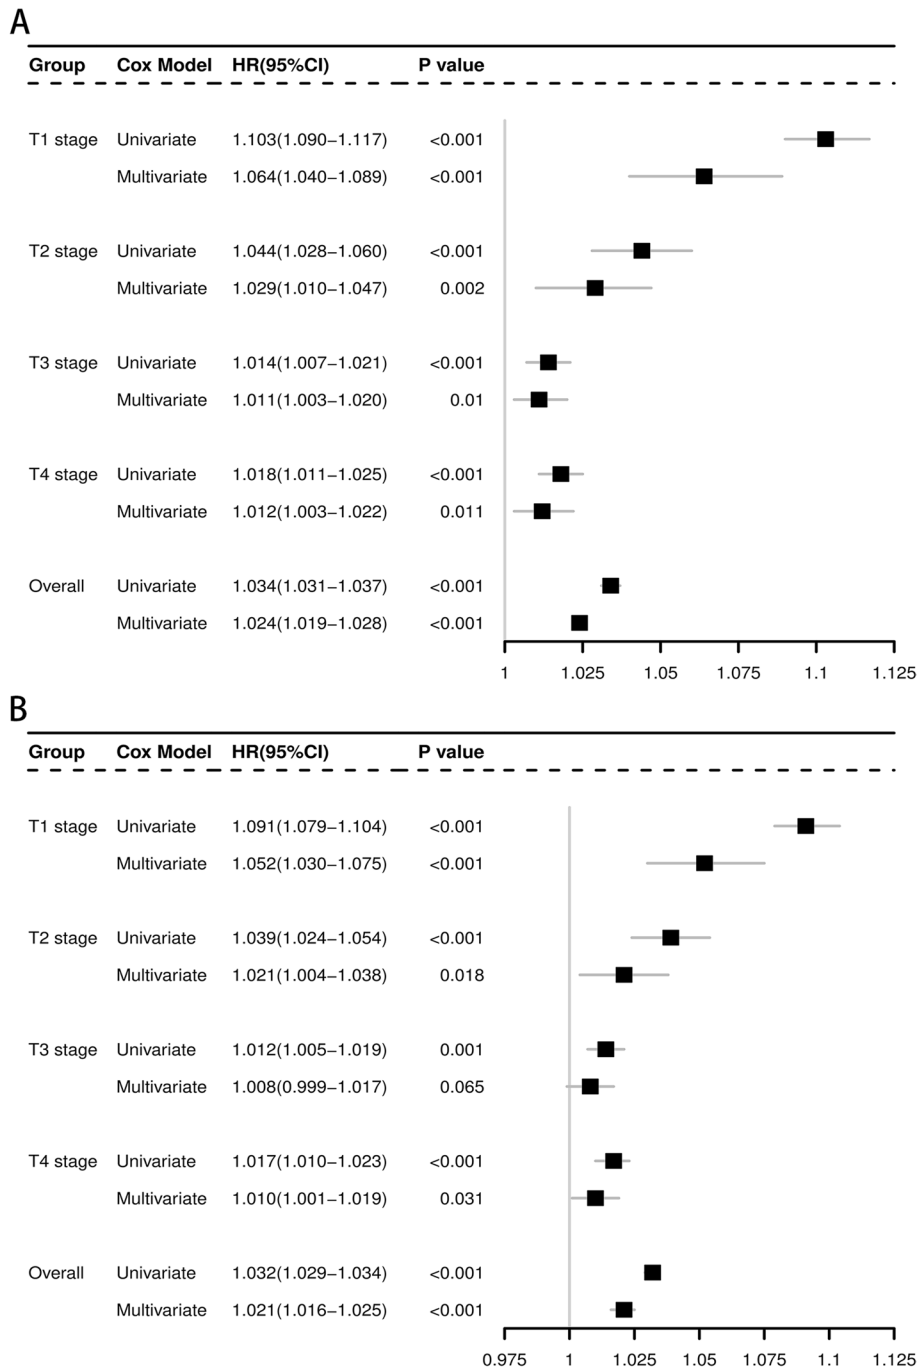 A
Group Cox Model HR(95%CI) P value
T1 stage Univariate 1.103(1.090−1.117) <0.001
Multivariate 1.064(1.040−1.089) <0.001
T2 stage Univariate 1.044(1.028−1.060) <0.001
Multivariate 1.029(1.010−1.047) 0.002
T3 stage Univariate 1.014(1.007−1.021) <0.001
Multivariate 1.011(1.003−1.020) 0.01
T4 stage Univariate 1.018(1.011−1.025) <0.001
Multivariate 1.012(1.003−1.022) 0.011
Overall Univariate 1.034(1.031−1.037) <0.001
Multivariate 1.024(1.019−1.028) <0.001
1 1.025 1.05 1.075 1.1 1.125
B
Group Cox Model HR(95%CI) P value
T1 stage Univariate 1.091(1.079−1.104) <0.001
Multivariate 1.052(1.030−1.075) <0.001
T2 stage Univariate 1.039(1.024−1.054) <0.001
Multivariate 1.021(1.004−1.038) 0.018
T3 stage Univariate 1.012(1.005−1.019) 0.001
Multivariate 1.008(0.999−1.017) 0.065
T4 stage Univariate 1.017(1.010−1.023) <0.001
Multivariate 1.010(1.001−1.019) 0.031
Overall Univariate 1.032(1.029−1.034) <0.001
Multivariate 1.021(1.016−1.025) <0.001
0.975 1 1.025 1.05 1.075 1.1 1.125